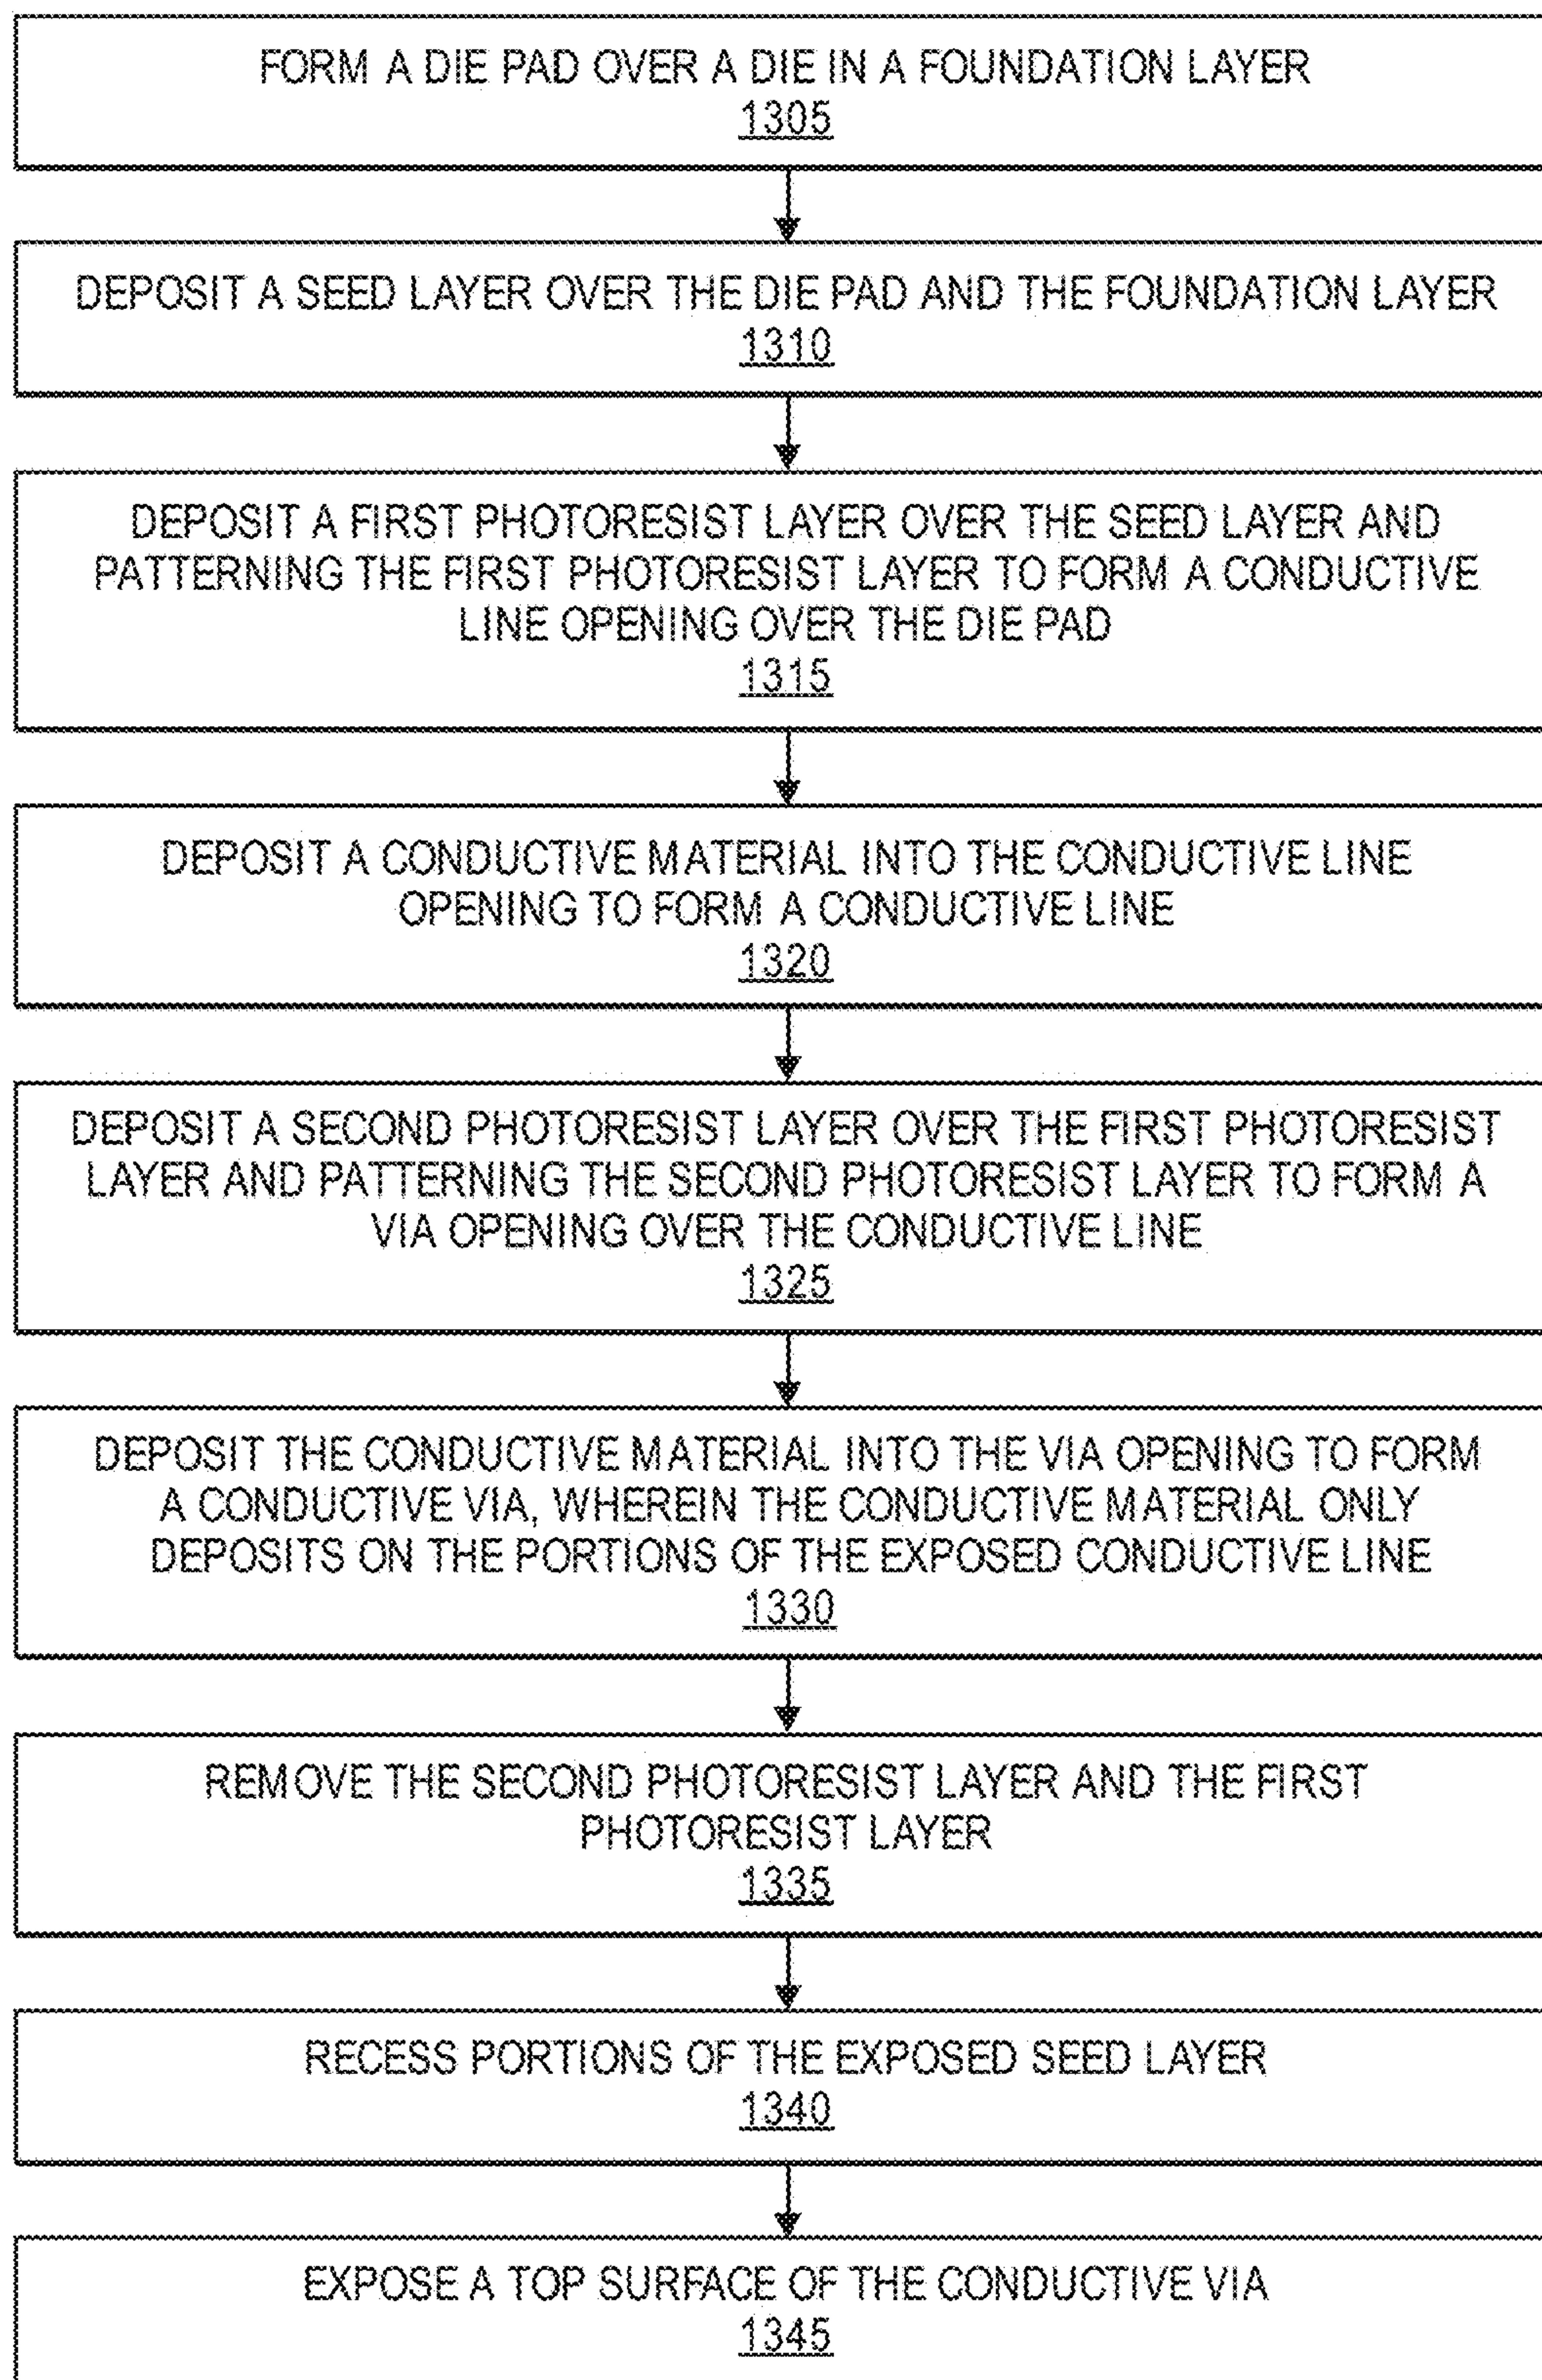 FORM A DIE PAD OVER A DIE IN A FOUNDATION LAYER
1305
DEPOSIT A SEED LAYER OVER THE DIE PAD AND THE FOUNDATION LAYER
1310
DEPOSIT A FIRST PHOTORESIST LAYER OVER THE SEED LAYER AND
PATTERNING THE FIRST PHOTORESIST LAYER TO FORM A CONDUCTIVE
LINE OPENING OVER THE DIE PAD
1315
DEPOSIT A CONDUCTIVE MATERIAL INTO THE CONDUCTIVE LINE
OPENING TO FORM A CONDUCTIVE LINE
1320
DEPOSIT A SECOND PHOTORESIST LAYER OVER THE FIRST PHOTORESIST
LAYER AND PATTERNING THE SECOND PHOTORESIST LAYER TO FORM A
VIA OPENING OVER THE CONDUCTIVE LINE
1325
DEPOSIT THE CONDUCTIVE MATERIAL INTO THE VIA OPENING TO FORM
A CONDUCTIVE VIA, WHEREIN THE CONDUCTIVE MATERIAL ONLY
DEPOSITS ON THE PORTIONS OF THE EXPOSED CONDUCTIVE LINE
1330
REMOVE THE SECOND PHOTORESIST LAYER AND THE FIRST
PHOTORESIST LAYER
1335
RECESS PORTIONS OF THE EXPOSED SEED LAYER
1340
EXPOSE A TOP SURFACE OF THE CONDUCTIVE VIA
1345